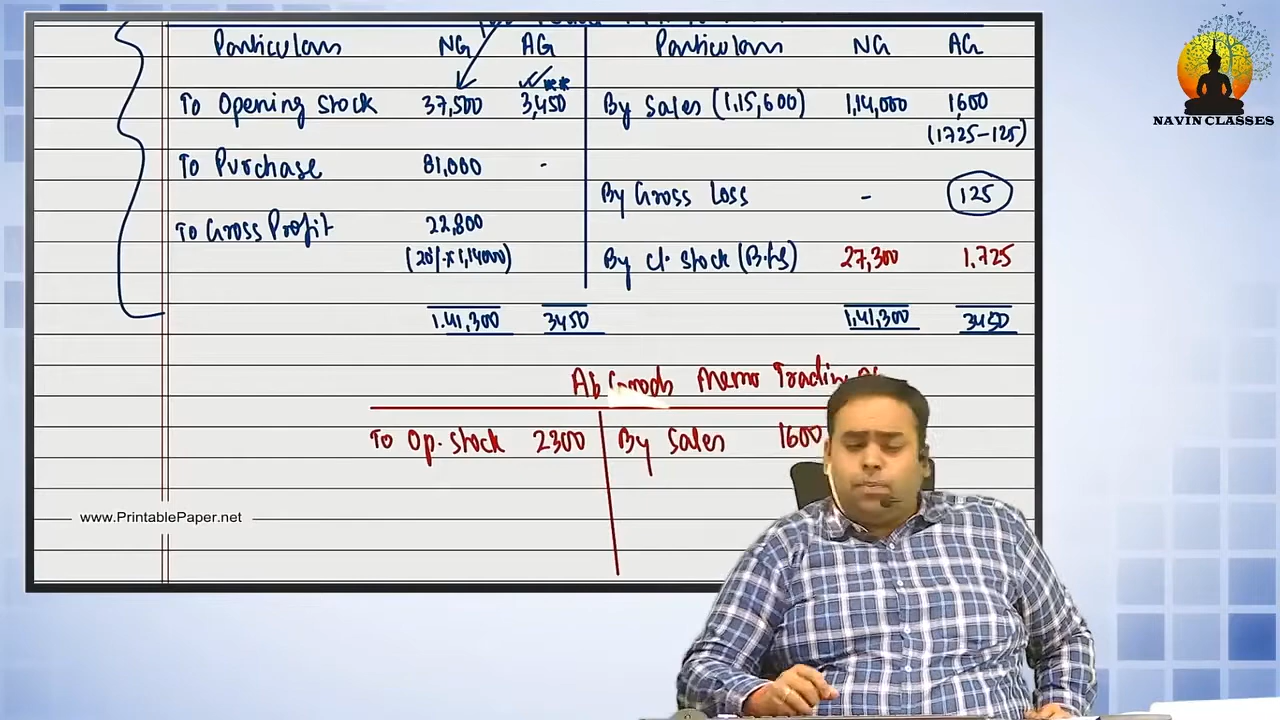 Particulars NG AG Particulars NG AG
To Opening Stock 37,500 3,450 By Sales (1,15,600) 1,14,000 1600
(1725-125)
To Purchase 81,000 -
By Gross Loss - 125
To Gross Profit 22,800
(20% x 1,14000) By Cl. Stock (B.f.) 27,300 1,725
1,41,300 3450 1,41,300 3450
Ab Goods Memo Trading
To Op. Stock 2300 By Sales 1600
www.PrintablePaper.net
NAVIN CLASSES